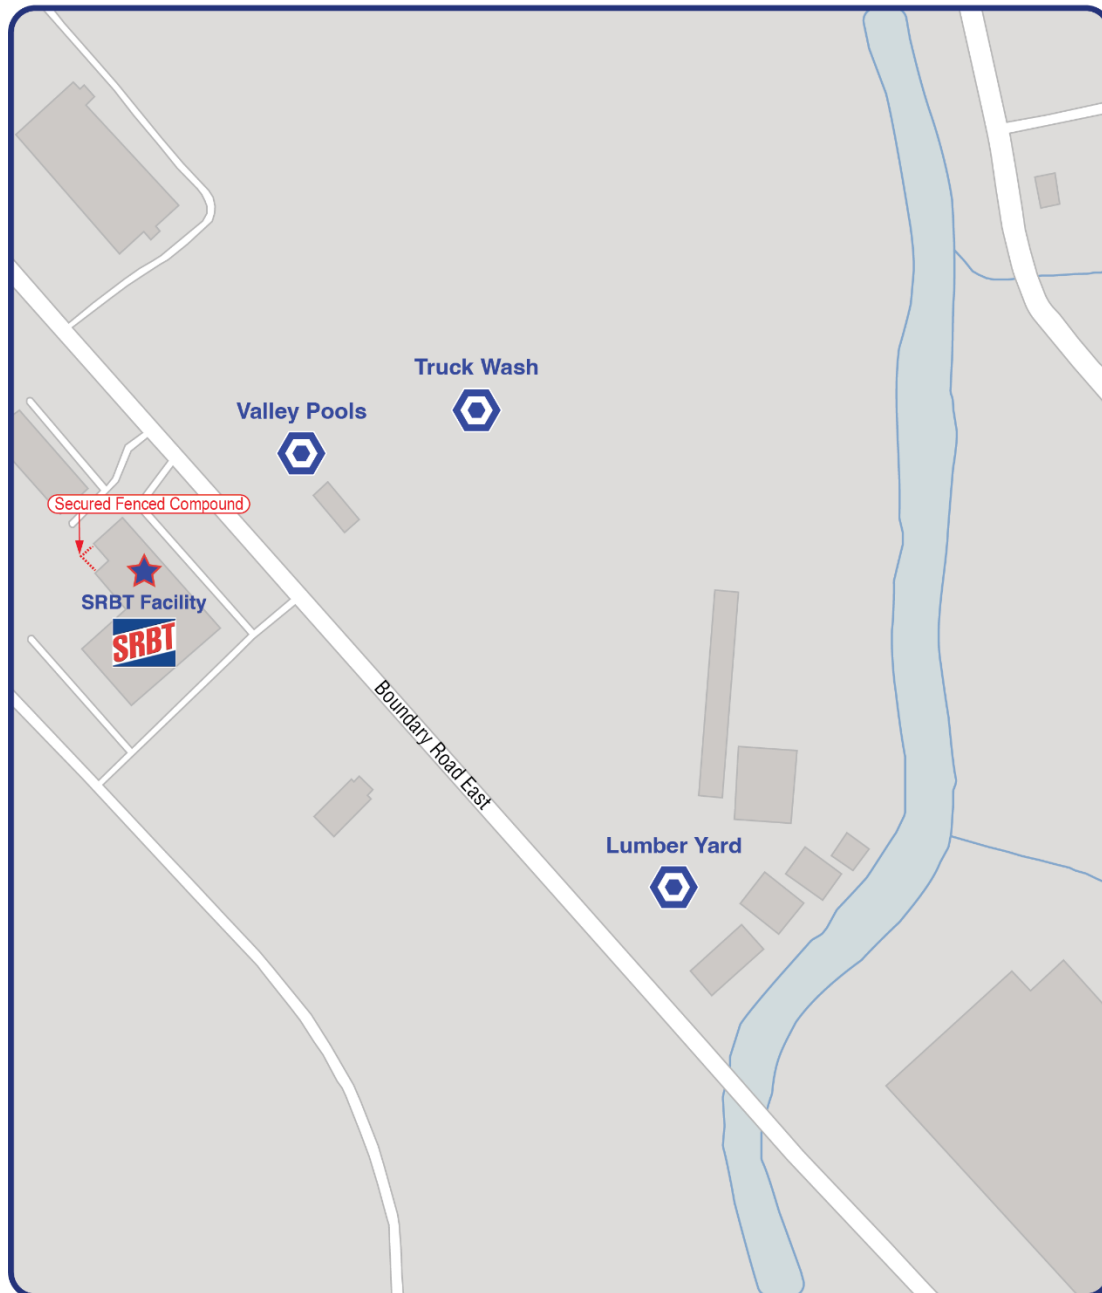 Truck Wash
Valley Pools
Secured Fenced Compound
SRBT Facility
SRBT
Boundary Road East
Lumber Yard